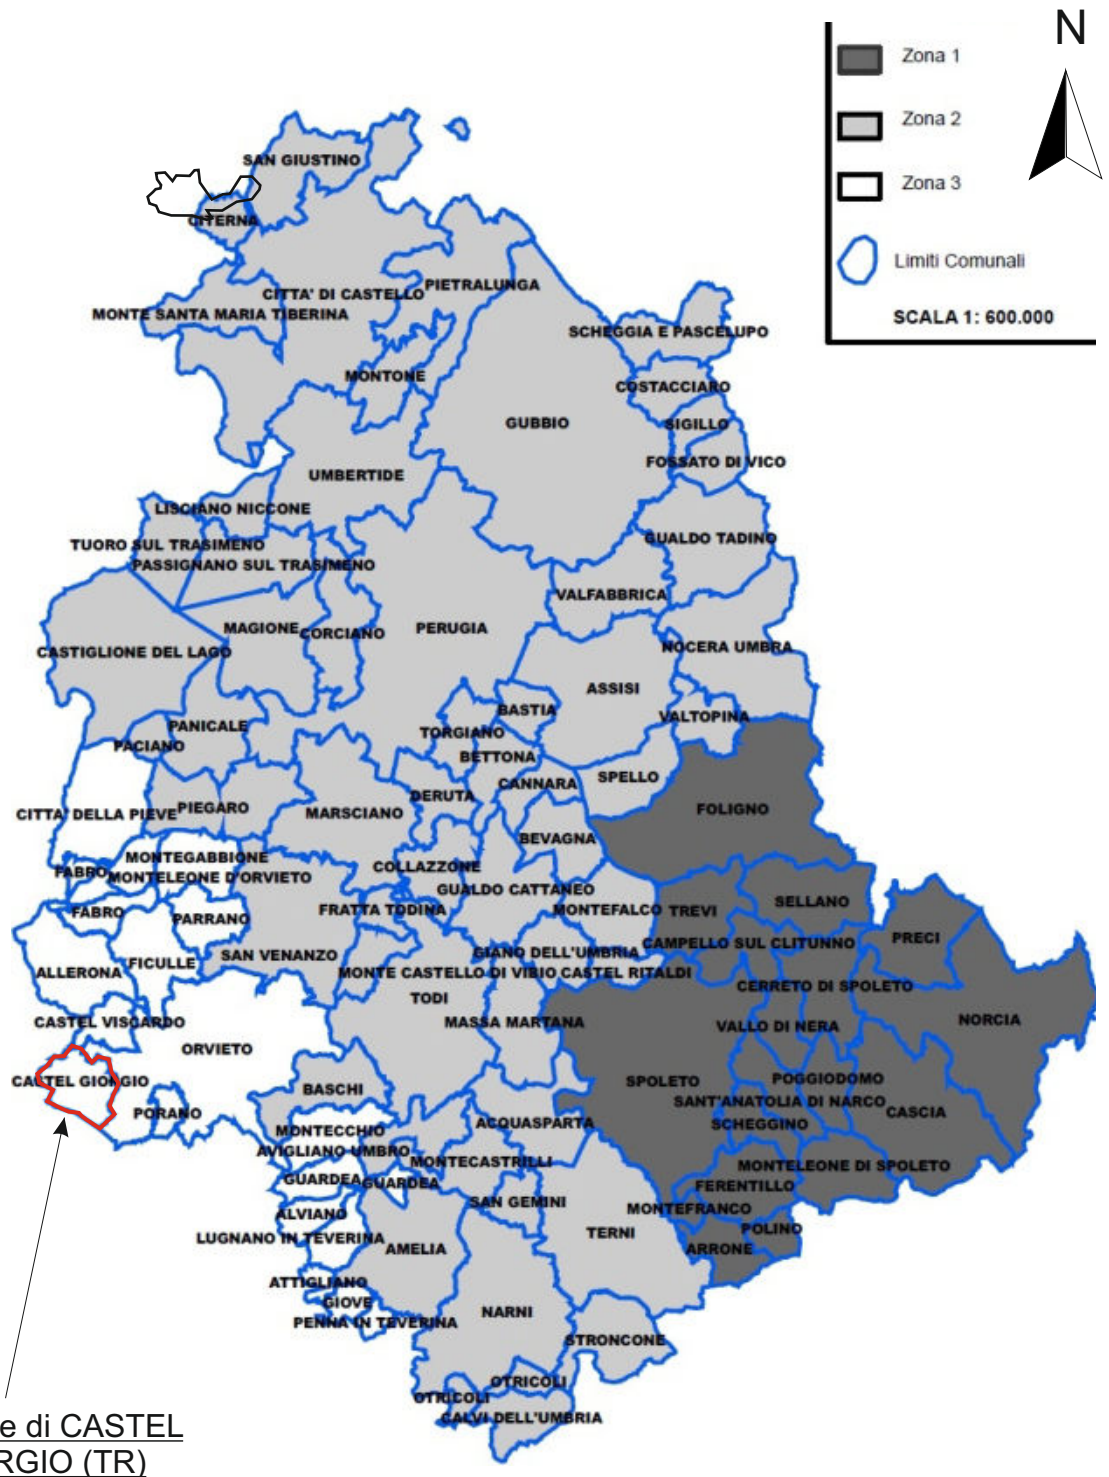 N
Zona 1
Zona 2
Zona 3
Limiti Comunali
SCALA 1: 600.000
SAN GIUSTINO
CITERNA
CITTA' DI CASTELLO
PIETRALUNGA
MONTE SANTA MARIA TIBERINA
SCHEGGIA E PASCELUPO
MONTONE
COSTACCIARO
GUBBIO
SIGILLO
FOSSATO DI VICO
UMBERTIDE
LISCIANO NICCONE
GUALDO TADINO
TUORO SUL TRASIMENO
PASSIGNANO SUL TRASIMENO
VALFABBRICA
MAGIONE
CORCIANO
PERUGIA
NOCERA UMBRA
CASTIGLIONE DEL LAGO
ASSISI
BASTIA
VALTOPINA
PANICALE
TORGIANO
PACIANO
BETTONA
SPELLO
CANNARA
DERUTA
FOLIGNO
CITTA' DELLA PIEVE
PIEGARO
MARSCIANO
BEVAGNA
MONTEGABBIONE
COLLAZZONE
FABRO
MONTELEONE D'ORVIETO
GUALDO CATTANEO
SELLANO
FABRO
PARRANO
FRATTA TODINA
MONTEFALCO
TREVI
PRECI
CAMPELLO SUL CLITUNNO
SAN VENANZO
GIANO DELL'UMBRIA
FICULLE
ALLERONA
MONTE CASTELLO DI VIBIO
CASTEL RITALDI
CERRETO DI SPOLETO
TODI
CASTEL VISCARDO
MASSA MARTANA
VALLO DI NERA
NORCIA
ORVIETO
CASTEL GIORGIO
SPOLETO
POGGIODOMO
BASCHI
SANT'ANATOLIA DI NARCO
CASCIA
PORANO
ACQUASPARTA
SCHEGGINO
MONTECCHIO
AVIGLIANO UMBRO
MONTECASTRILLI
MONTELEONE DI SPOLETO
GUARDEA
GUARDEA
FERENTILLO
SAN GEMINI
MONTEFRANCO
ALVIANO
POLINO
TERNI
LUGNANO IN TEVERINA
AMELIA
ARRONE
ATTIGLIANO
GIOVE
NARNI
PENNA IN TEVERINA
STRONCONE
OTRICOLI
OTRICOLI
CALVI DELL'UMBRIA
e di CASTEL
RGIO (TR)